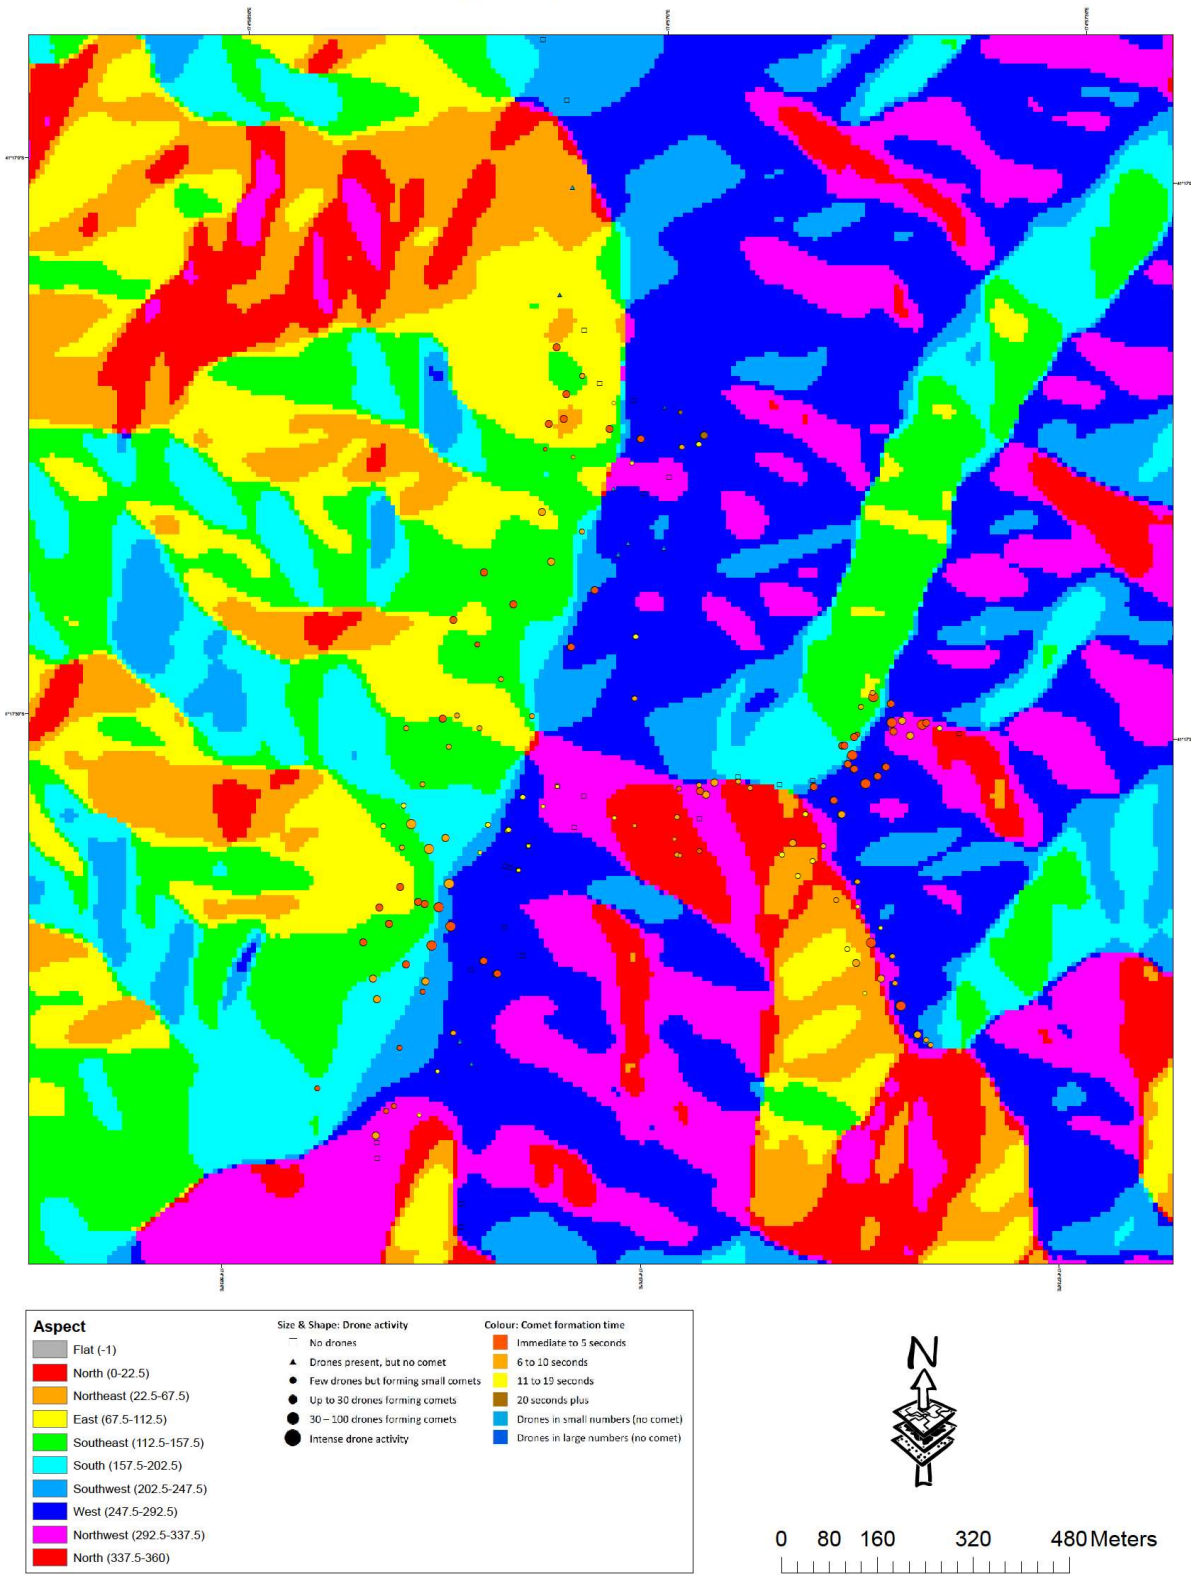 Aspect
Flat (-1)
North (0-22.5)
Northeast (22.5-67.5)
East (67.5-112.5)
Southeast (112.5-157.5)
South (157.5-202.5)
Southwest (202.5-247.5)
West (247.5-292.5)
Northwest (292.5-337.5)
North (337.5-360)
Size & Shape: Drone activity
No drones
Drones present, but no comet
Few drones but forming small comets
Up to 30 drones forming comets
30 – 100 drones forming comets
Intense drone activity
Colour: Comet formation time
Immediate to 5 seconds
6 to 10 seconds
11 to 19 seconds
20 seconds plus
Drones in small numbers (no comet)
Drones in large numbers (no comet)
N
0 80 160 320 480 Meters